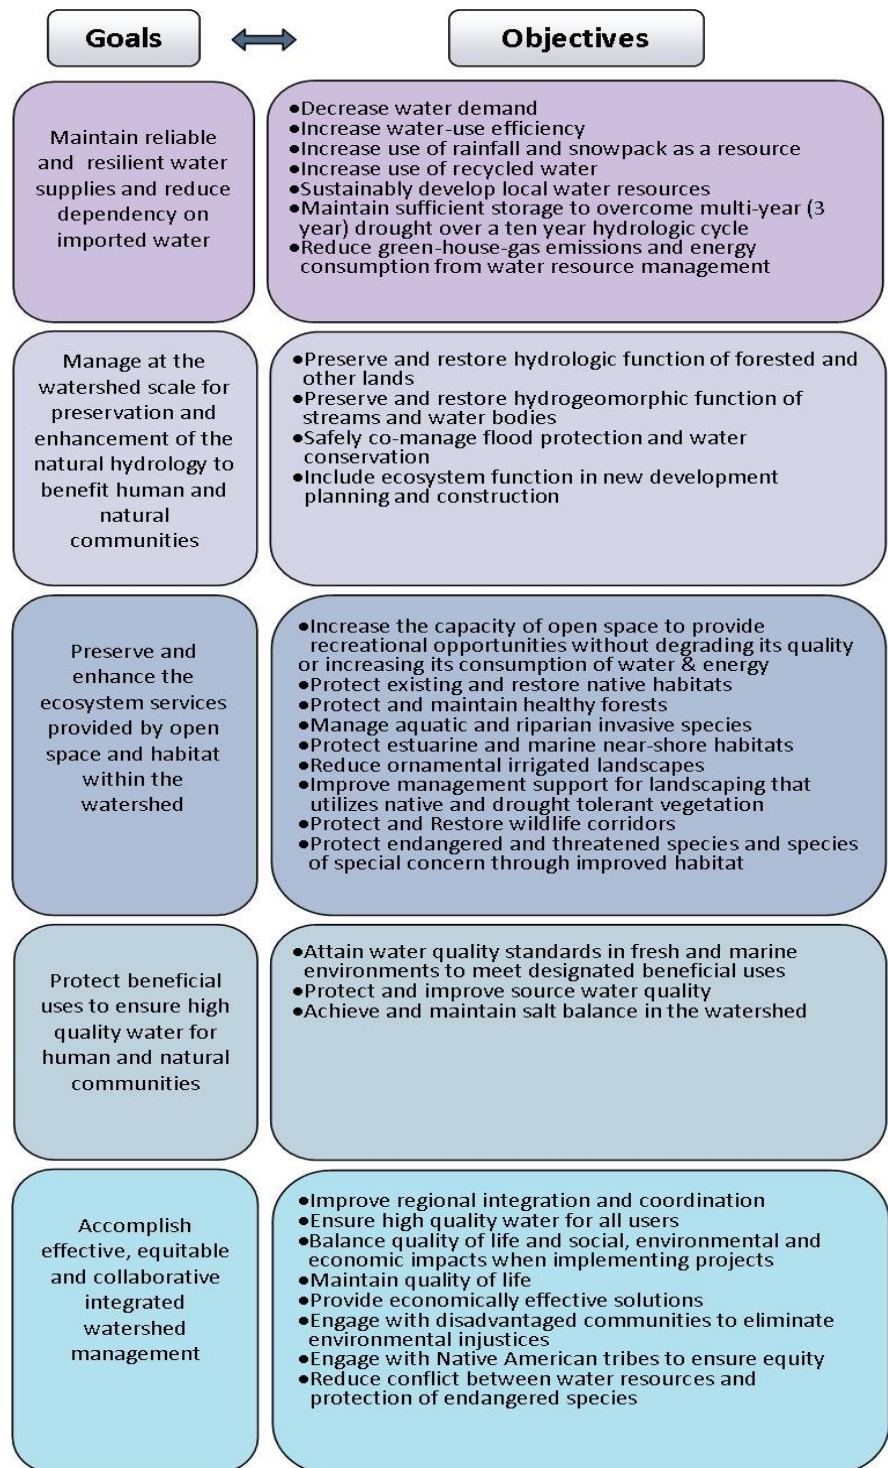 Goals
Objectives
Maintain reliable
and resilient water
supplies and reduce
dependency on
imported water
●Decrease water demand
●Increase water-use efficiency
●Increase use of rainfall and snowpack as a resource
●Increase use of recycled water
●Sustainably develop local water resources
●Maintain sufficient storage to overcome multi-year (3
year) drought over a ten year hydrologic cycle
●Reduce green-house-gas emissions and energy
consumption from water resource management
Manage at the
watershed scale for
preservation and
enhancement of the
natural hydrology to
benefit human and
natural
communities
●Preserve and restore hydrologic function of forested and
other lands
●Preserve and restore hydrogeomorphic function of
streams and water bodies
●Safely co-manage flood protection and water
conservation
●Include ecosystem function in new development
planning and construction
Preserve and
enhance the
ecosystem services
provided by open
space and habitat
within the
watershed
●Increase the capacity of open space to provide
recreational opportunities without degrading its quality
or increasing its consumption of water & energy
●Protect existing and restore native habitats
●Protect and maintain healthy forests
●Manage aquatic and riparian invasive species
●Protect estuarine and marine near-shore habitats
●Reduce ornamental irrigated landscapes
●Improve management support for landscaping that
utilizes native and drought tolerant vegetation
●Protect and Restore wildlife corridors
●Protect endangered and threatened species and species
of special concern through improved habitat
Protect beneficial
uses to ensure high
quality water for
human and natural
communities
●Attain water quality standards in fresh and marine
environments to meet designated beneficial uses
●Protect and improve source water quality
●Achieve and maintain salt balance in the watershed
Accomplish
effective, equitable
and collaborative
integrated
watershed
management
●Improve regional integration and coordination
●Ensure high quality water for all users
●Balance quality of life and social, environmental and
economic impacts when implementing projects
●Maintain quality of life
●Provide economically effective solutions
●Engage with disadvantaged communities to eliminate
environmental injustices
●Engage with Native American tribes to ensure equity
●Reduce conflict between water resources and
protection of endangered species